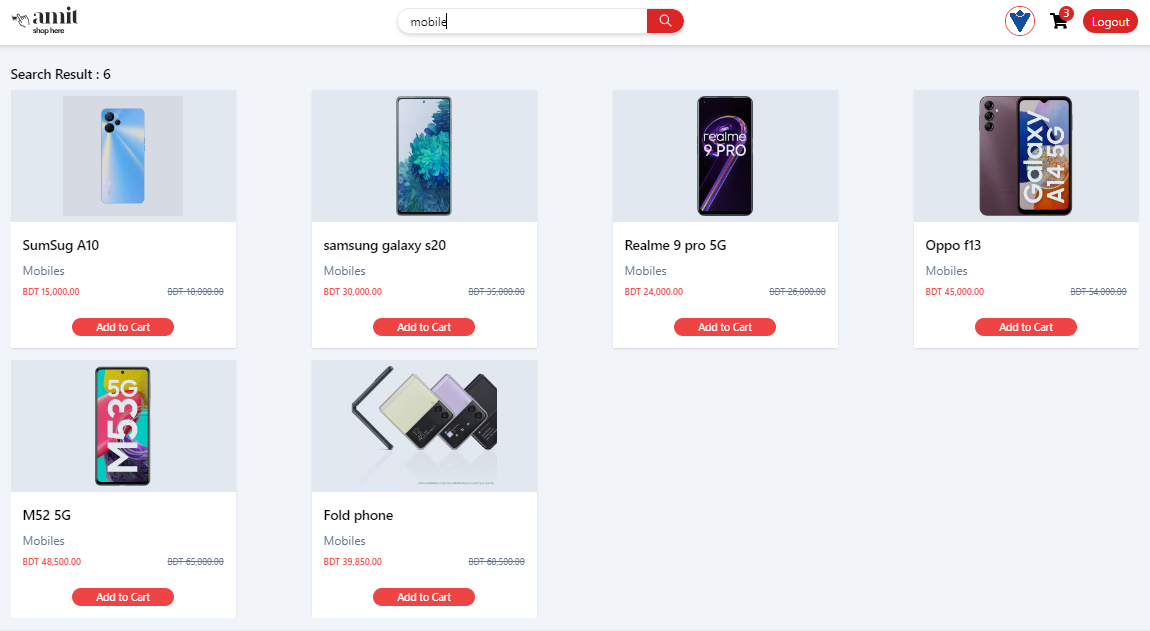 amit
shop here
mobile
3
Logout
Search Result : 6
realme
9 PRO
Galaxy
A14 5G
SumSug A10
Mobiles
BDT 15,000.00 BDT 18,000.00
Add to Cart
samsung galaxy s20
Mobiles
BDT 30,000.00 BDT 35,000.00
Add to Cart
Realme 9 pro 5G
Mobiles
BDT 24,000.00 BDT 26,000.00
Add to Cart
Oppo f13
Mobiles
BDT 45,000.00 BDT 54,000.00
Add to Cart
5G
M53
M52 5G
Mobiles
BDT 48,500.00 BDT 65,000.00
Add to Cart
Fold phone
Mobiles
BDT 39,850.00 BDT 68,500.00
Add to Cart